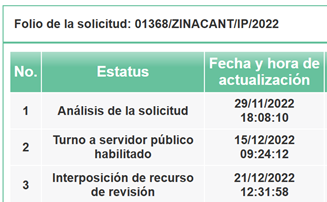 Folio de la solicitud: 01368/ZINACANT/IP/2022
No. Estatus Fecha y hora de
actualización
1 Análisis de la solicitud 29/11/2022
18:08:10
2 Turno a servidor público
habilitado 15/12/2022
09:24:12
3 Interposición de recurso
de revisión 21/12/2022
12:31:58